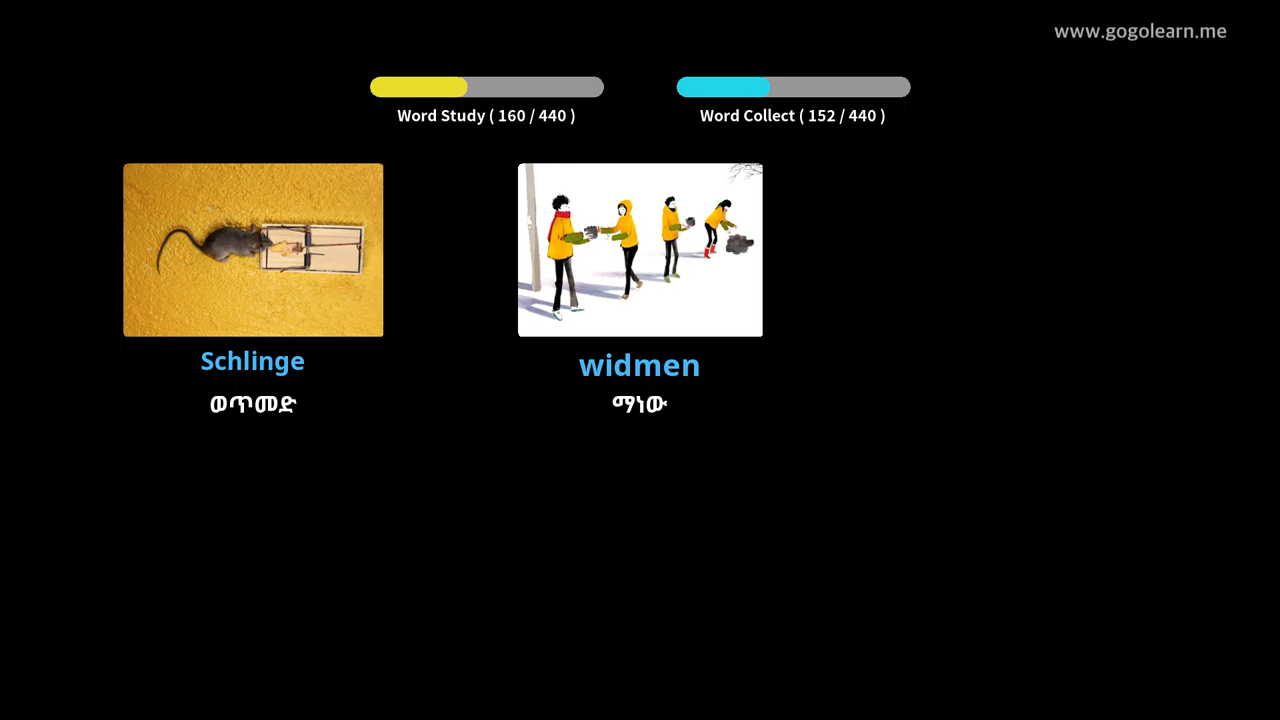 www.gogolearn.me
Word Study ( 160 / 440 )
Word Collect ( 152 / 440 )
Schlinge
widmen
ወጥመድ
ማነው